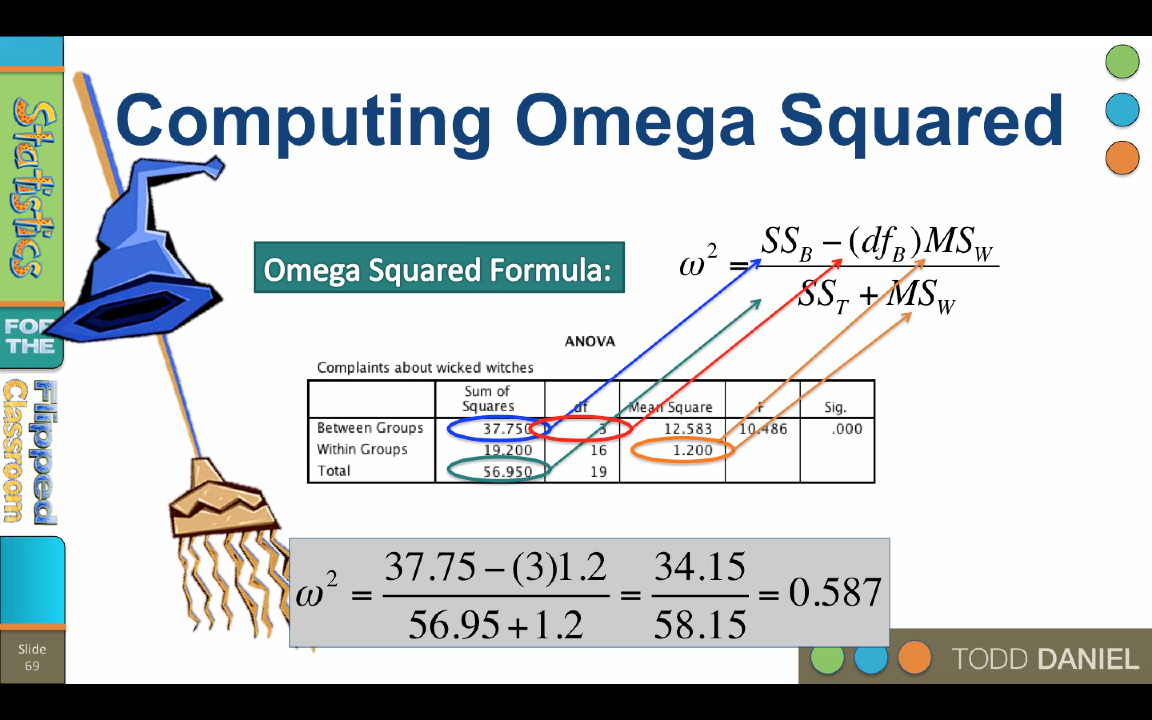 Statistics
FOR
THE
Flipped
Classroom
Slide
69
Computing Omega Squared
Omega Squared Formula:
ω² = (SS_B − (df_B)MS_W) / (SS_T + MS_W)
ANOVA
Complaints about wicked witches
Sum of Squares df Mean Square F Sig.
Between Groups 37.750 3 12.583 10.486 .000
Within Groups 19.200 16 1.200
Total 56.950 19
ω² = (37.75 − (3)1.2) / (56.95 + 1.2) = 34.15 / 58.15 = 0.587
TODD DANIEL